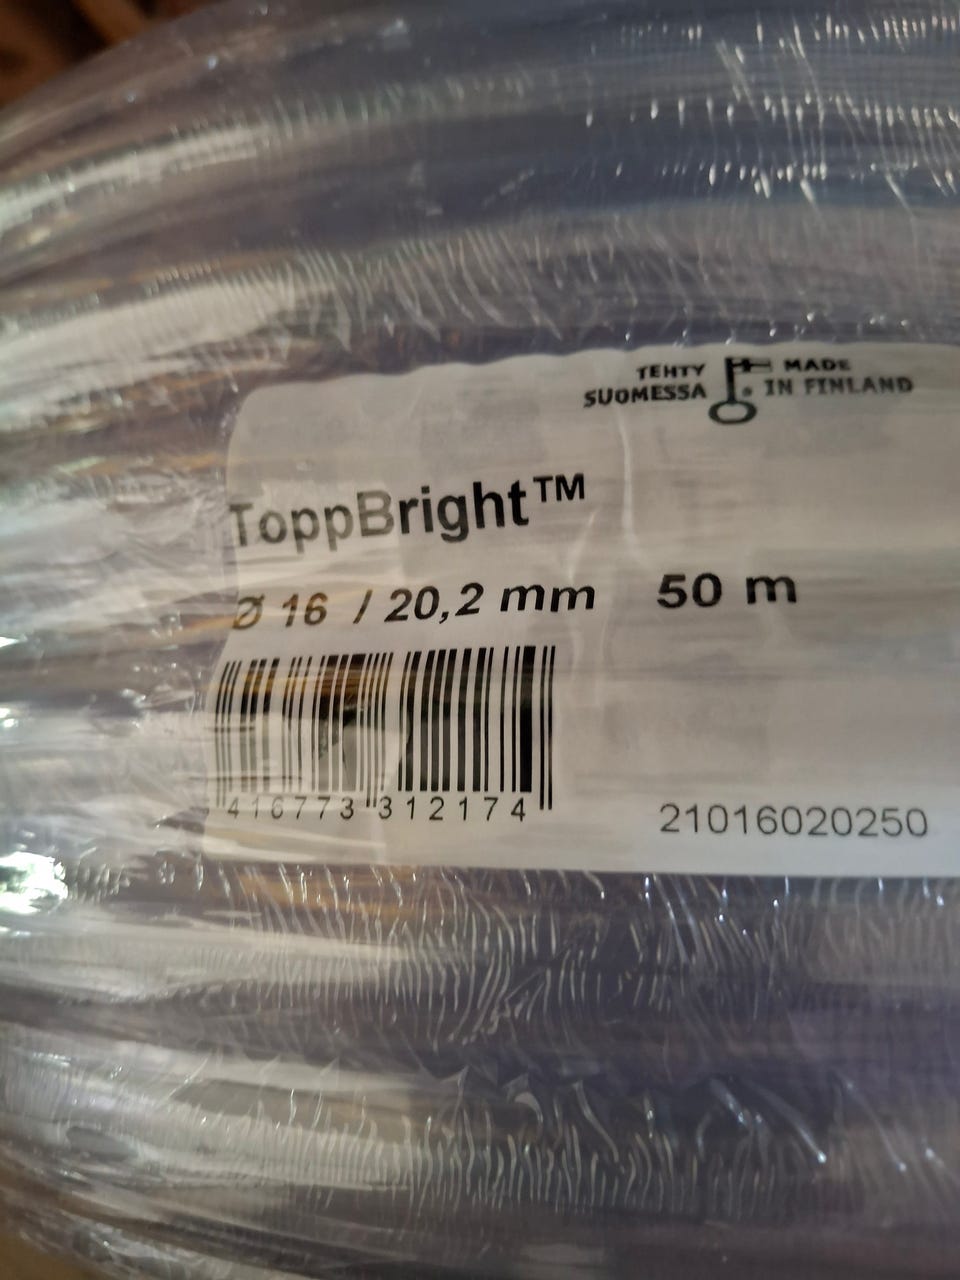 TEHTY MADE
SUOMESSA IN FINLAND
ToppBright™
Ø 16 / 20,2 mm 50 m
416773 312174
21016020250